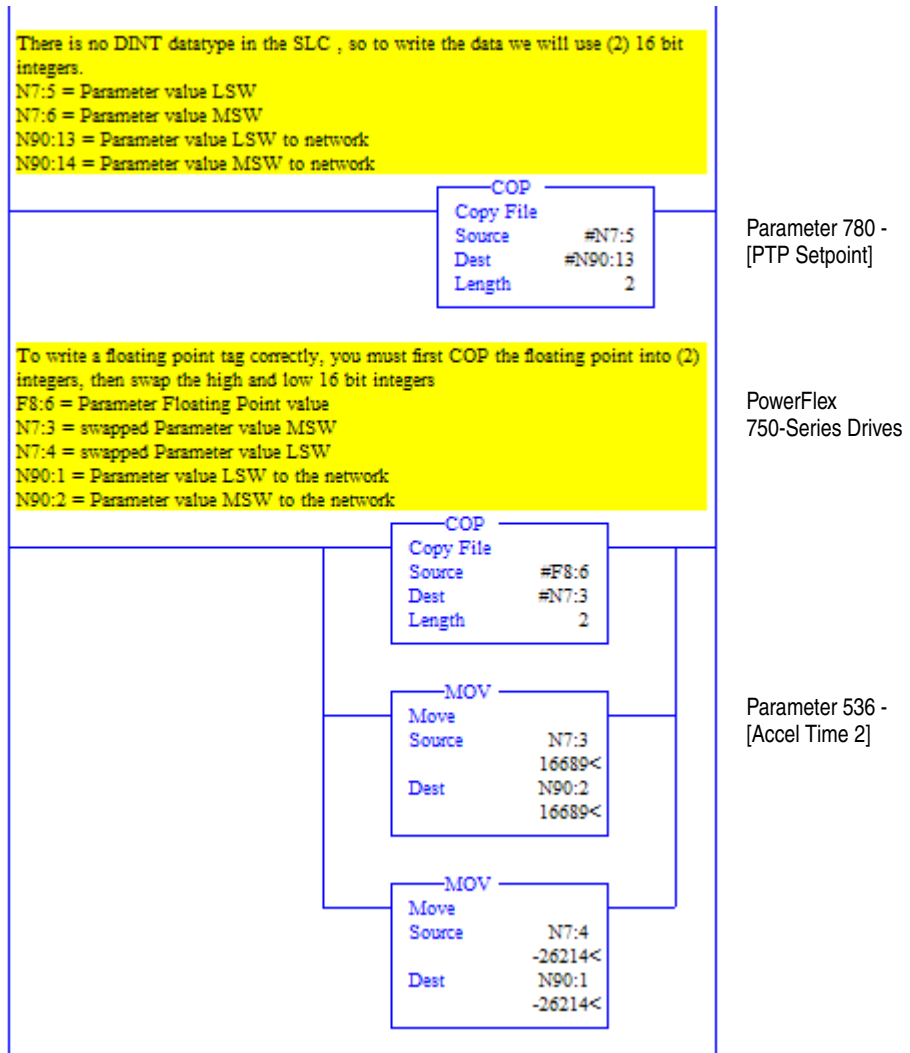 There is no DINT datatype in the SLC , so to write the data we will use (2) 16 bit
integers.
N7:5 = Parameter value LSW
N7:6 = Parameter value MSW
N90:13 = Parameter value LSW to network
N90:14 = Parameter value MSW to network
COP
Copy File
Source #N7:5
Dest #N90:13
Length 2
Parameter 780 -
[PTP Setpoint]
To write a floating point tag correctly, you must first COP the floating point into (2)
integers, then swap the high and low 16 bit integers
F8:6 = Parameter Floating Point value
N7:3 = swapped Parameter value MSW
N7:4 = swapped Parameter value LSW
N90:1 = Parameter value LSW to the network
N90:2 = Parameter value MSW to the network
PowerFlex
750-Series Drives
COP
Copy File
Source #F8:6
Dest #N7:3
Length 2
MOV
Move
Source N7:3
16689<
Dest N90:2
16689<
Parameter 536 -
[Accel Time 2]
MOV
Move
Source N7:4
-26214<
Dest N90:1
-26214<